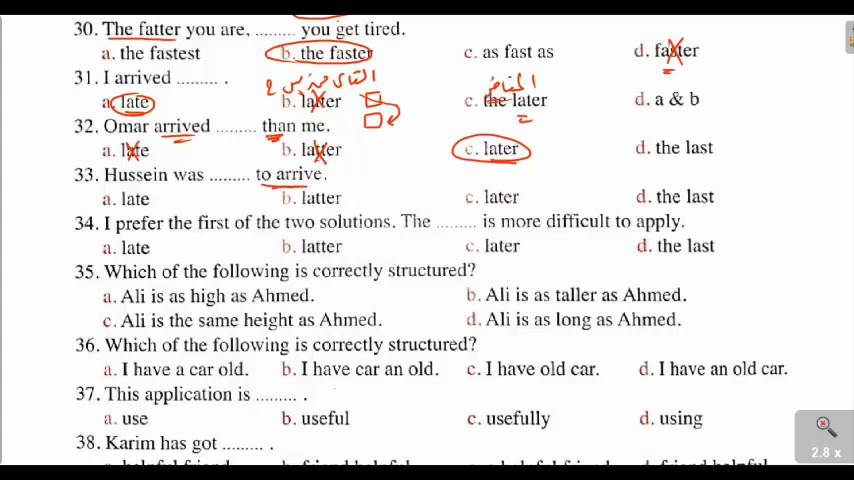 30. The fatter you are, ......... you get tired.
a. the fastest b. the faster c. as fast as d. faster
31. I arrived ......... .
a. late b. latter c. the later d. a & b
32. Omar arrived ......... than me.
a. late b. latter c. later d. the last
33. Hussein was ......... to arrive.
a. late b. latter c. later d. the last
34. I prefer the first of the two solutions. The ......... is more difficult to apply.
a. late b. latter c. later d. the last
35. Which of the following is correctly structured?
a. Ali is as high as Ahmed. b. Ali is as taller as Ahmed.
c. Ali is the same height as Ahmed. d. Ali is as long as Ahmed.
36. Which of the following is correctly structured?
a. I have a car old. b. I have car an old. c. I have old car. d. I have an old car.
37. This application is ......... .
a. use b. useful c. usefully d. using
38. Karim has got ......... .
2.8 x